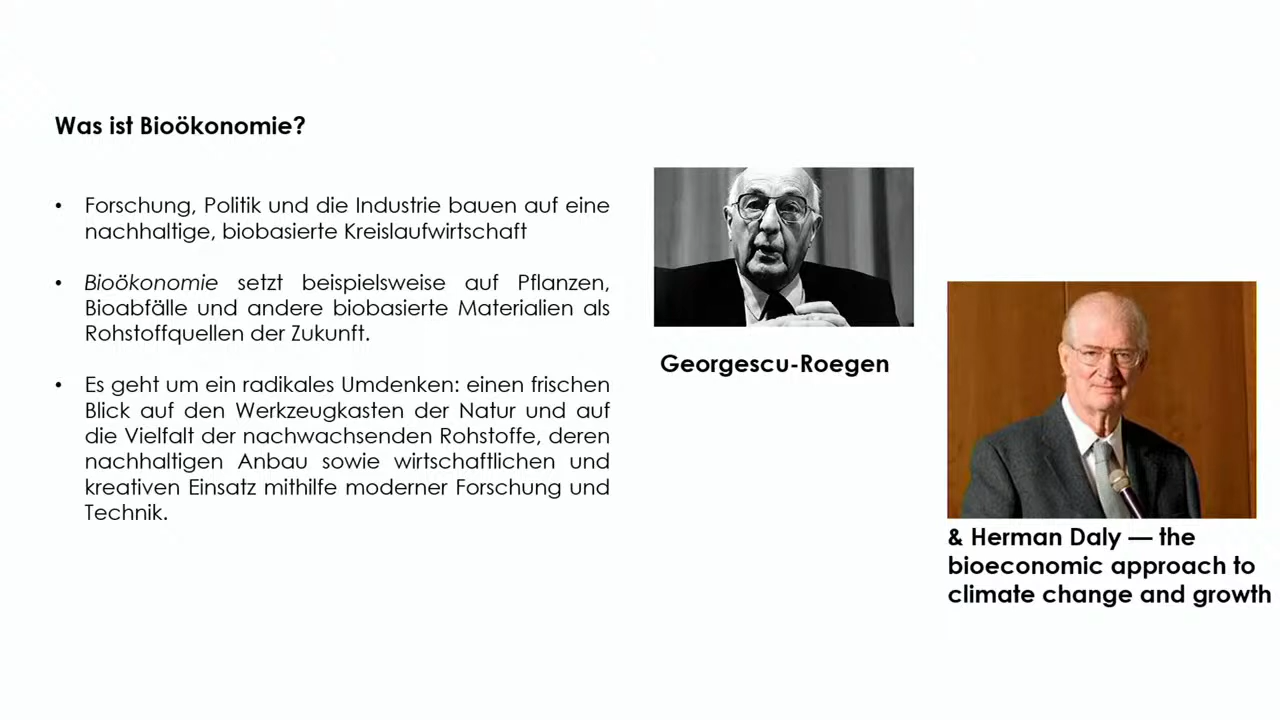 Was ist Bioökonomie?
• Forschung, Politik und die Industrie bauen auf eine
nachhaltige, biobasierte Kreislaufwirtschaft
• Bioökonomie setzt beispielsweise auf Pflanzen,
Bioabfälle und andere biobasierte Materialien als
Rohstoffquellen der Zukunft.
• Es geht um ein radikales Umdenken: einen frischen
Blick auf den Werkzeugkasten der Natur und auf
die Vielfalt der nachwachsenden Rohstoffe, deren
nachhaltigen Anbau sowie wirtschaftlichen und
kreativen Einsatz mithilfe moderner Forschung und
Technik.
Georgescu-Roegen
& Herman Daly — the
bioeconomic approach to
climate change and growth